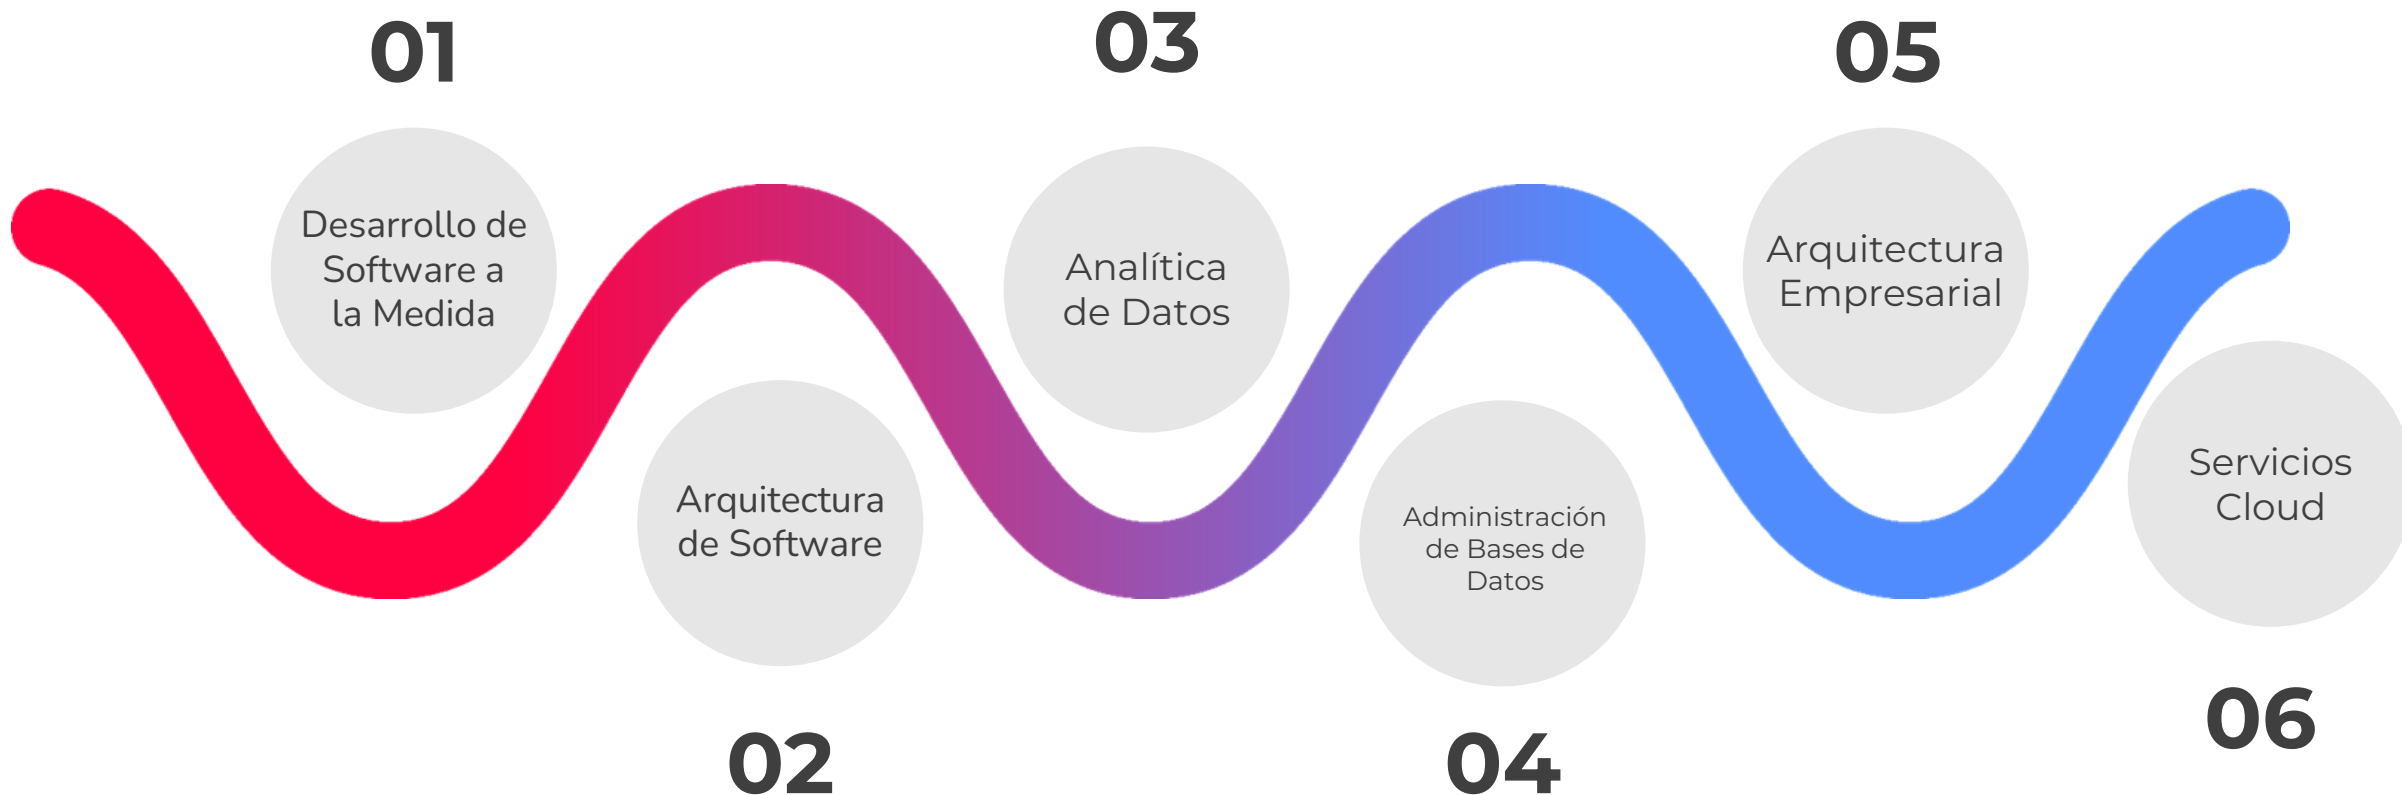 01
Desarrollo de
Software a
la Medida
02
Arquitectura
de Software
03
Analítica
de Datos
04
Administración
de Bases de
Datos
05
Arquitectura
Empresarial
06
Servicios
Cloud